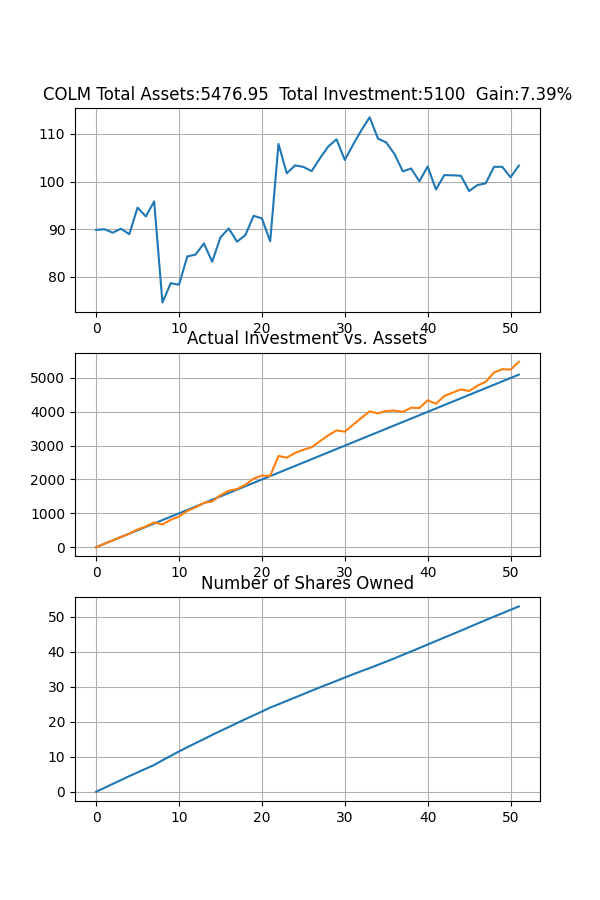 COLM Total Assets:5476.95  Total Investment:5100  Gain:7.39%
110
100
90
80
0 10 20 30 40 50
Actual Investment vs. Assets
5000
4000
3000
2000
1000
0
0 10 20 30 40 50
Number of Shares Owned
50
40
30
20
10
0
0 10 20 30 40 50